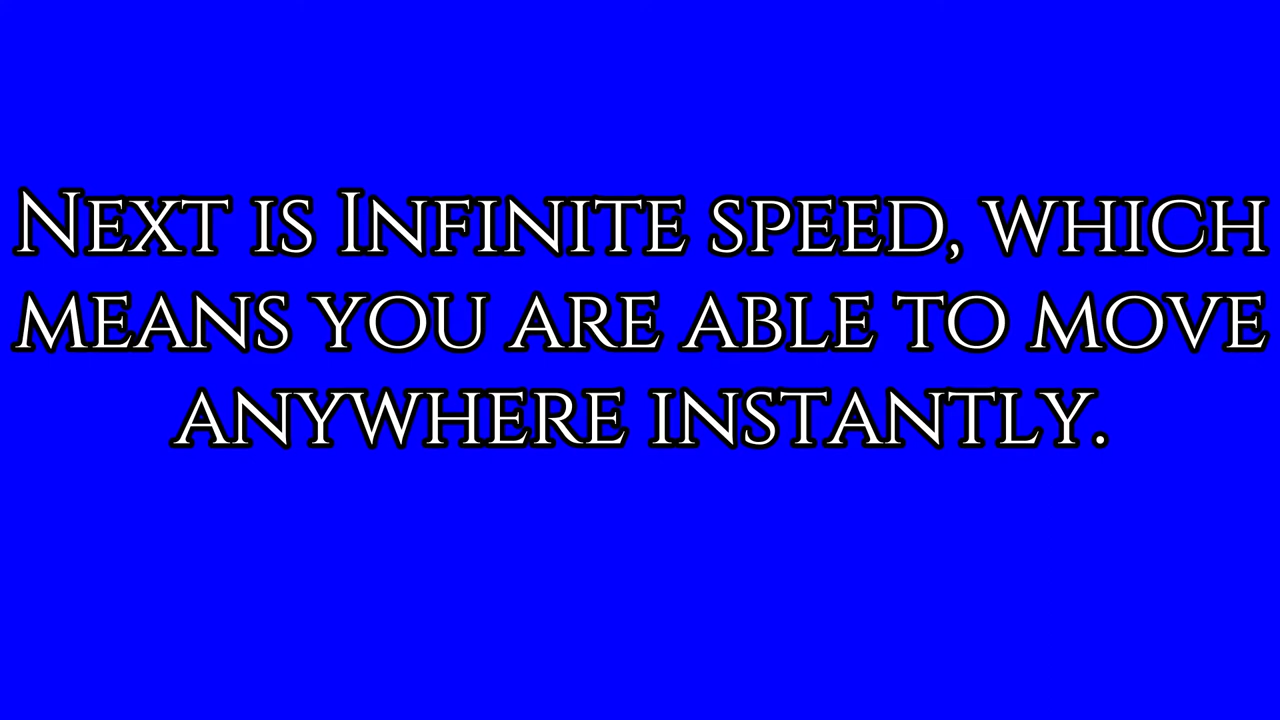 Next is Infinite speed, which
means you are able to move
anywhere instantly.